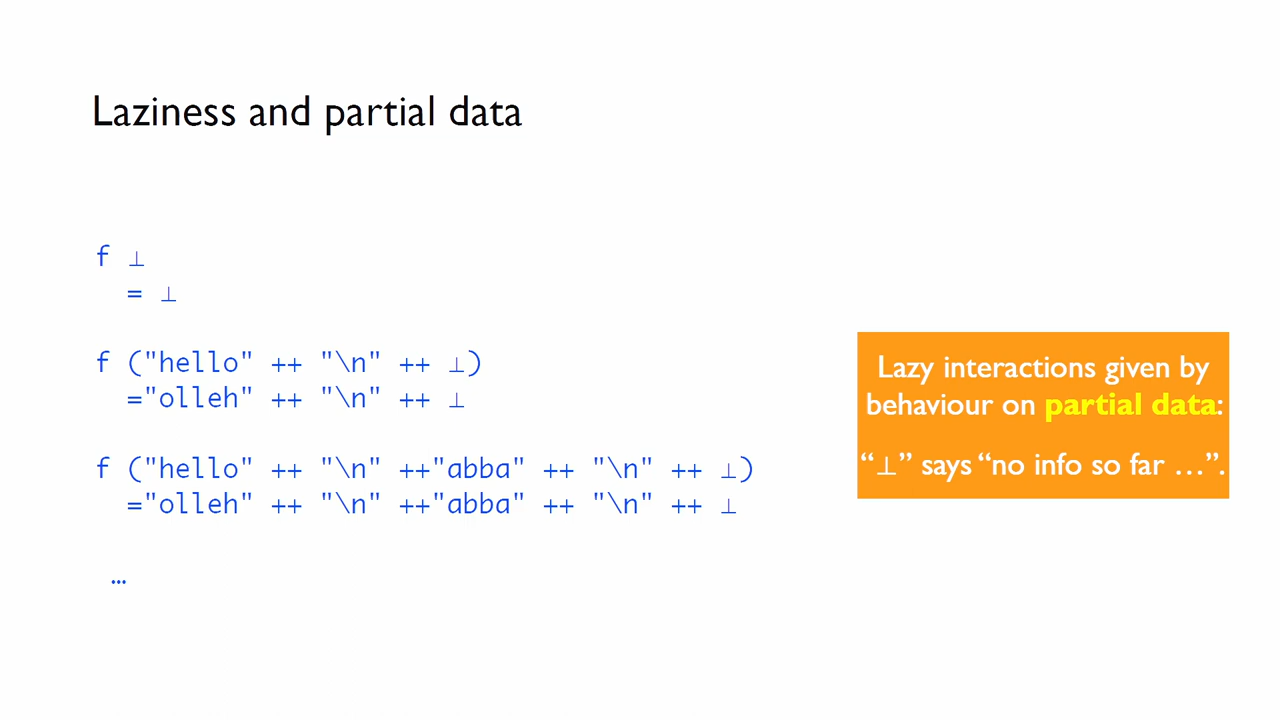 Laziness and partial data
f ⊥
= ⊥
f ("hello" ++ "\n" ++ ⊥)
="olleh" ++ "\n" ++ ⊥
f ("hello" ++ "\n" ++"abba" ++ "\n" ++ ⊥)
="olleh" ++ "\n" ++"abba" ++ "\n" ++ ⊥
…
Lazy interactions given by
behaviour on partial data:
“⊥” says “no info so far …”.